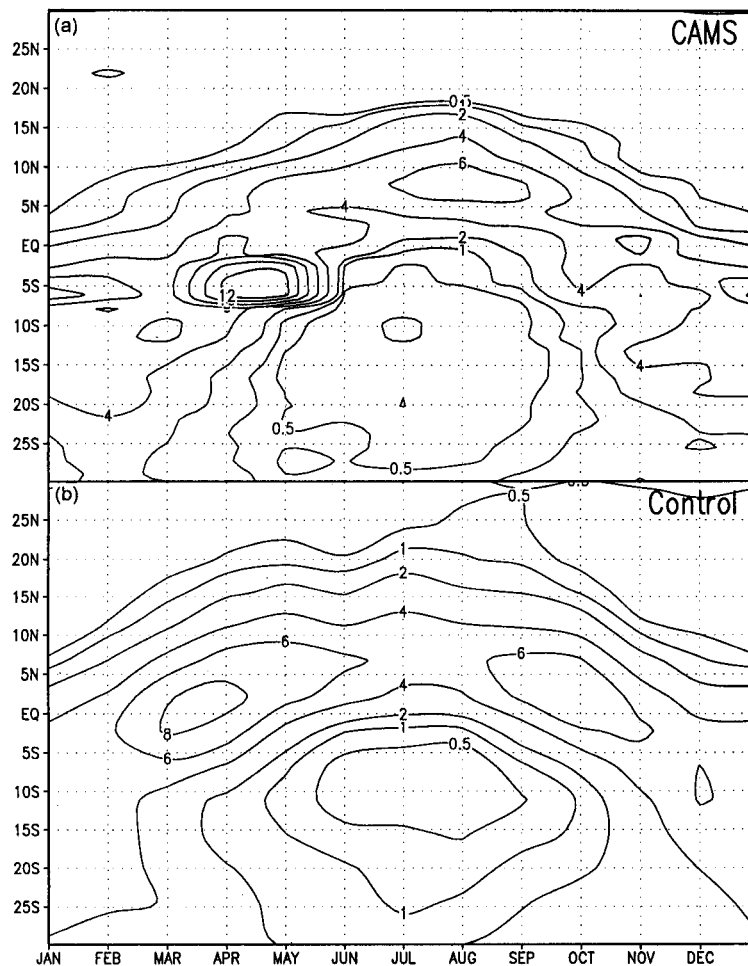 (a)
CAMS
25N
20N
15N
10N
5N
EQ
5S
10S
15S
20S
25S
0.5
2
4
6
4
2
1
12
4
4
4
0.5
0.5
(b)
Control
25N
20N
15N
10N
5N
EQ
5S
10S
15S
20S
25S
0.5
1
2
4
6
6
4
8
2
6
1
0.5
1
JAN FEB MAR APR MAY JUN JUL AUG SEP OCT NOV DEC